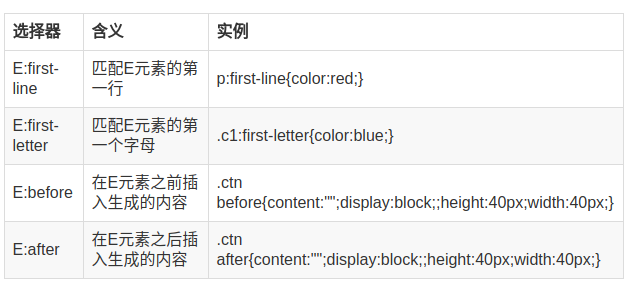 选择器 含义 实例
E:first-
line
匹配E元素的第
一行
p:first-line{color:red;}
E:first-
letter
匹配E元素的第
一个字母
.c1:first-letter{color:blue;}
E:before
在E元素之前插
入生成的内容
.ctn
before{content:"";display:block;;height:40px;width:40px;}
E:after
在E元素之后插
入生成的内容
.ctn
after{content:"";display:block;;height:40px;width:40px;}